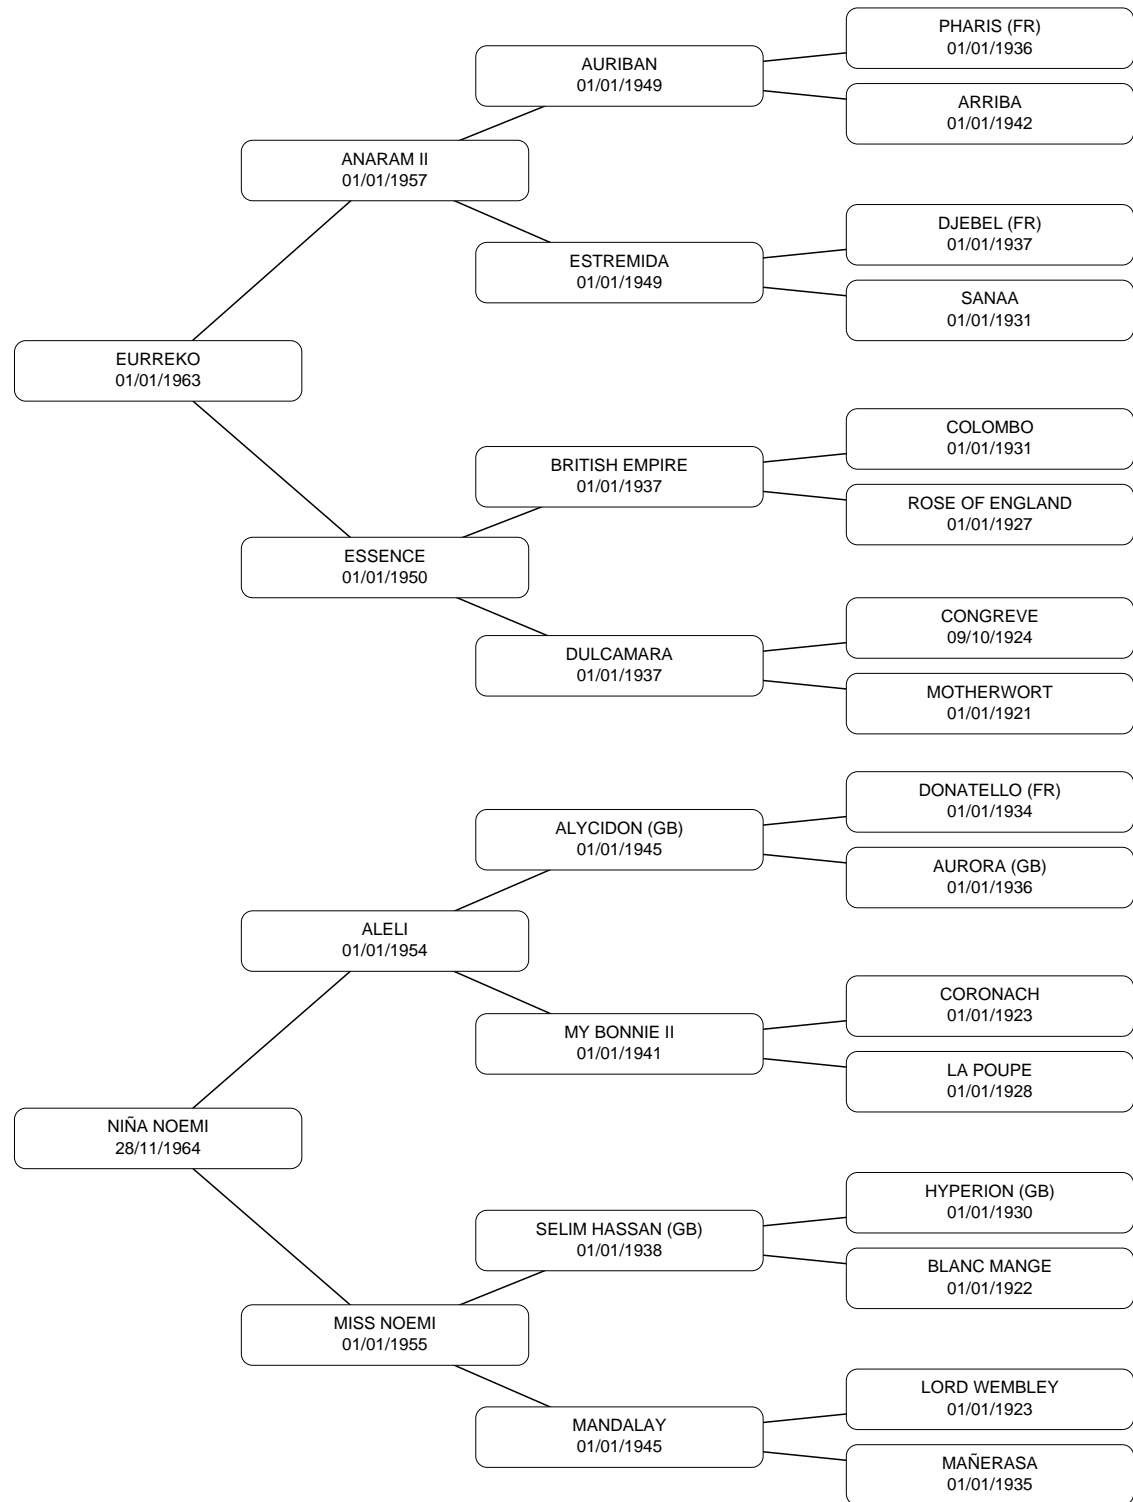 PHARIS (FR)
01/01/1936
AURIBAN
01/01/1949
ARRIBA
01/01/1942
ANARAM II
01/01/1957
DJEBEL (FR)
01/01/1937
ESTREMIDA
01/01/1949
SANAA
01/01/1931
EURREKO
01/01/1963
COLOMBO
01/01/1931
BRITISH EMPIRE
01/01/1937
ROSE OF ENGLAND
01/01/1927
ESSENCE
01/01/1950
CONGREVE
09/10/1924
DULCAMARA
01/01/1937
MOTHERWORT
01/01/1921
DONATELLO (FR)
01/01/1934
ALYCIDON (GB)
01/01/1945
AURORA (GB)
01/01/1936
ALELI
01/01/1954
CORONACH
01/01/1923
MY BONNIE II
01/01/1941
LA POUPE
01/01/1928
NIÑA NOEMI
28/11/1964
HYPERION (GB)
01/01/1930
SELIM HASSAN (GB)
01/01/1938
BLANC MANGE
01/01/1922
MISS NOEMI
01/01/1955
LORD WEMBLEY
01/01/1923
MANDALAY
01/01/1945
MAÑERASA
01/01/1935